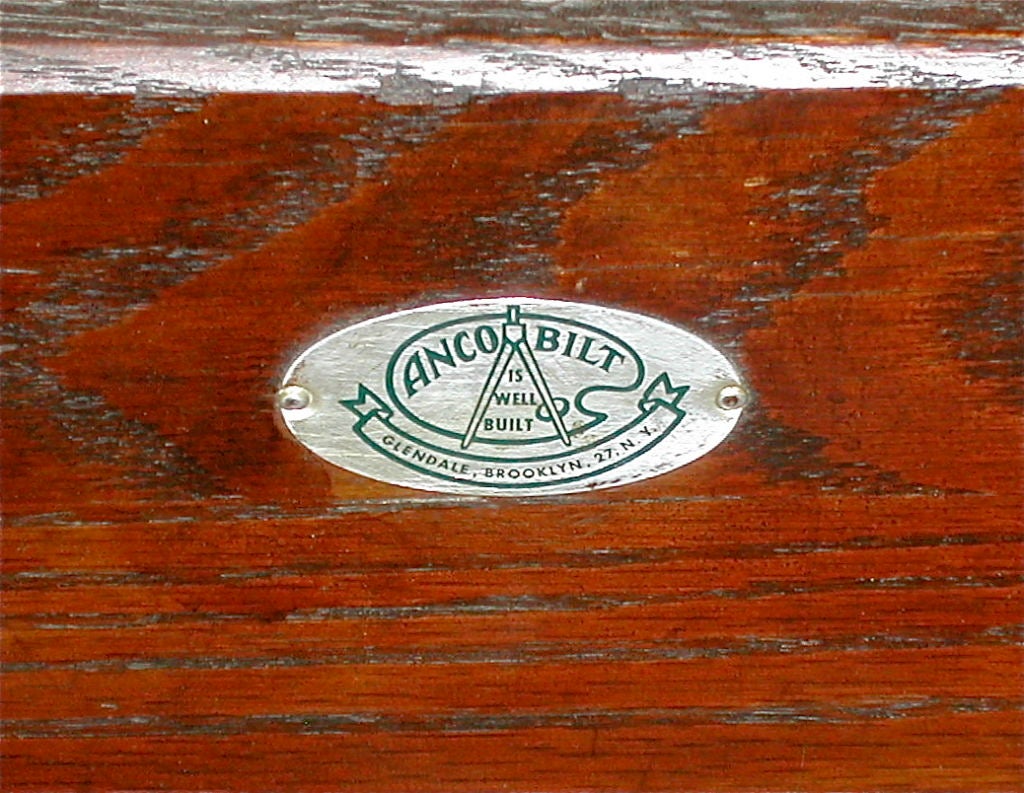 ANCO BILT
IS
WELL
BUILT
GLENDALE, BROOKLYN, 27, N.Y.